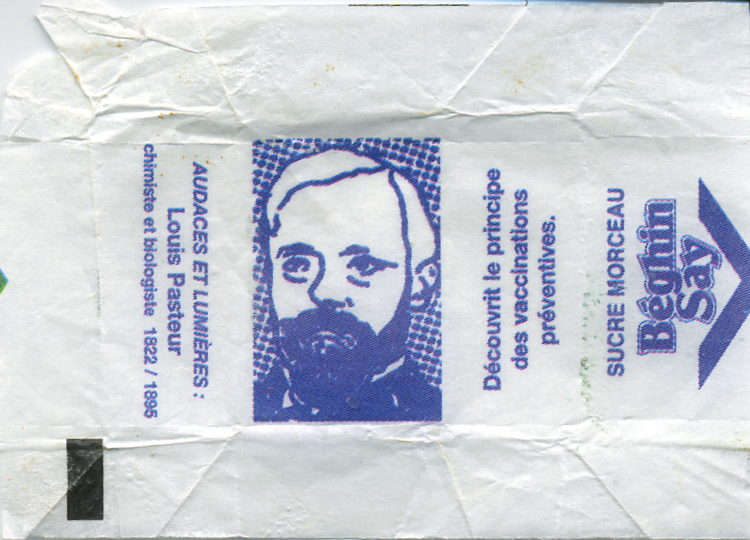 AUDACES ET LUMIÈRES :
Louis Pasteur
chimiste et biologiste 1822 / 1895
Découvrit le principe
des vaccinations
préventives.
SUCRE MORCEAU
Béghin
Say